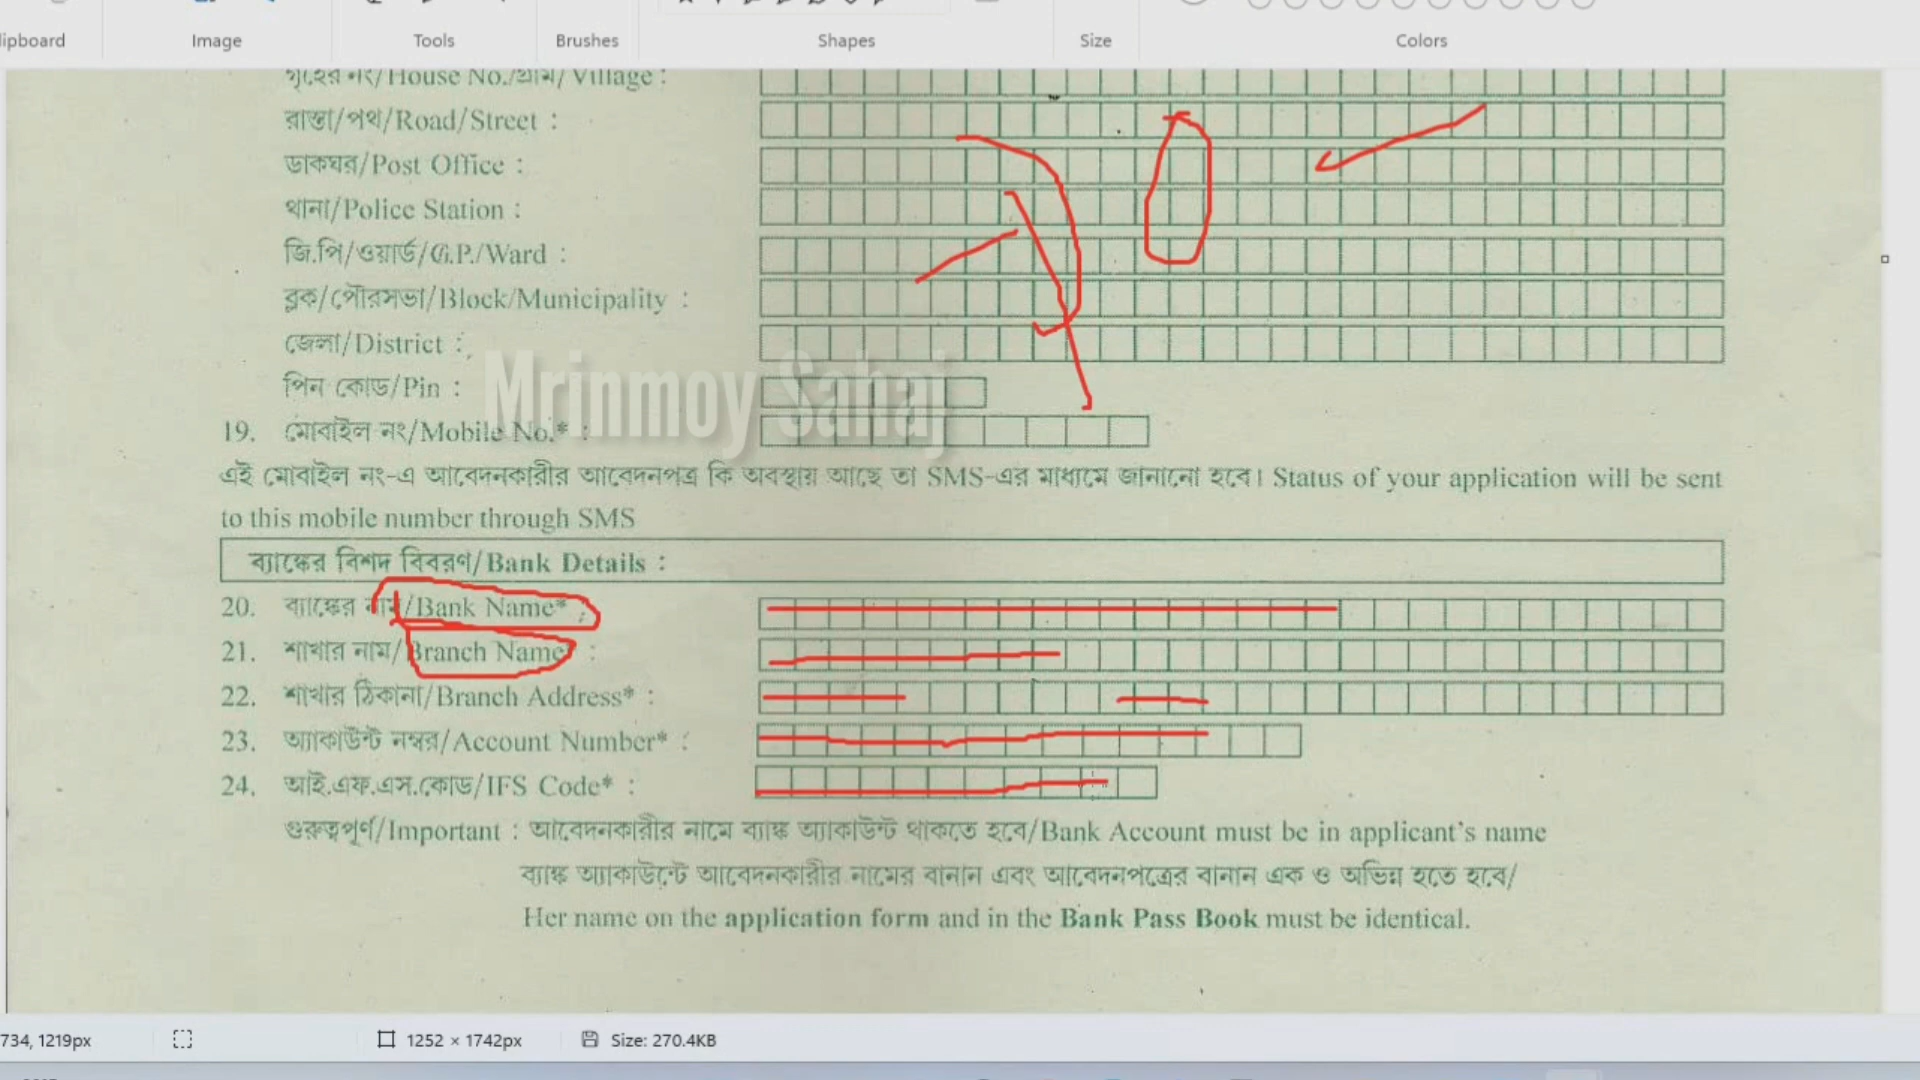 Clipboard Image Tools Brushes Shapes Size Colors
গৃহের নং/House No./গ্রাম/Village :
রাস্তা/পথ/Road/Street :
ডাকঘর/Post Office :
থানা/Police Station :
জি.পি/ওয়ার্ড/G.P./Ward :
ব্লক/পৌরসভা/Block/Municipality :
জেলা/District :
পিন কোড/Pin :
Mrinmoy Sahaj
19. মোবাইল নং/Mobile No.* :
এই মোবাইল নং-এ আবেদনকারীর আবেদনপত্র কি অবস্থায় আছে তা SMS-এর মাধ্যমে জানানো হবে। Status of your application will be sent
to this mobile number through SMS
ব্যাঙ্কের বিশদ বিবরণ/Bank Details :
20. ব্যাঙ্কের নাম/Bank Name* :
21. শাখার নাম/Branch Name* :
22. শাখার ঠিকানা/Branch Address* :
23. অ্যাকাউন্ট নম্বর/Account Number* :
24. আই.এফ.এস.কোড/IFS Code* :
গুরুত্বপূর্ণ/Important : আবেদনকারীর নামে ব্যাঙ্ক অ্যাকাউন্ট থাকতে হবে/Bank Account must be in applicant's name
ব্যাঙ্ক অ্যাকাউন্টে আবেদনকারীর নামের বানান এবং আবেদনপত্রের বানান এক ও অভিন্ন হতে হবে/
Her name on the application form and in the Bank Pass Book must be identical.
734, 1219px 1252 × 1742px Size: 270.4KB